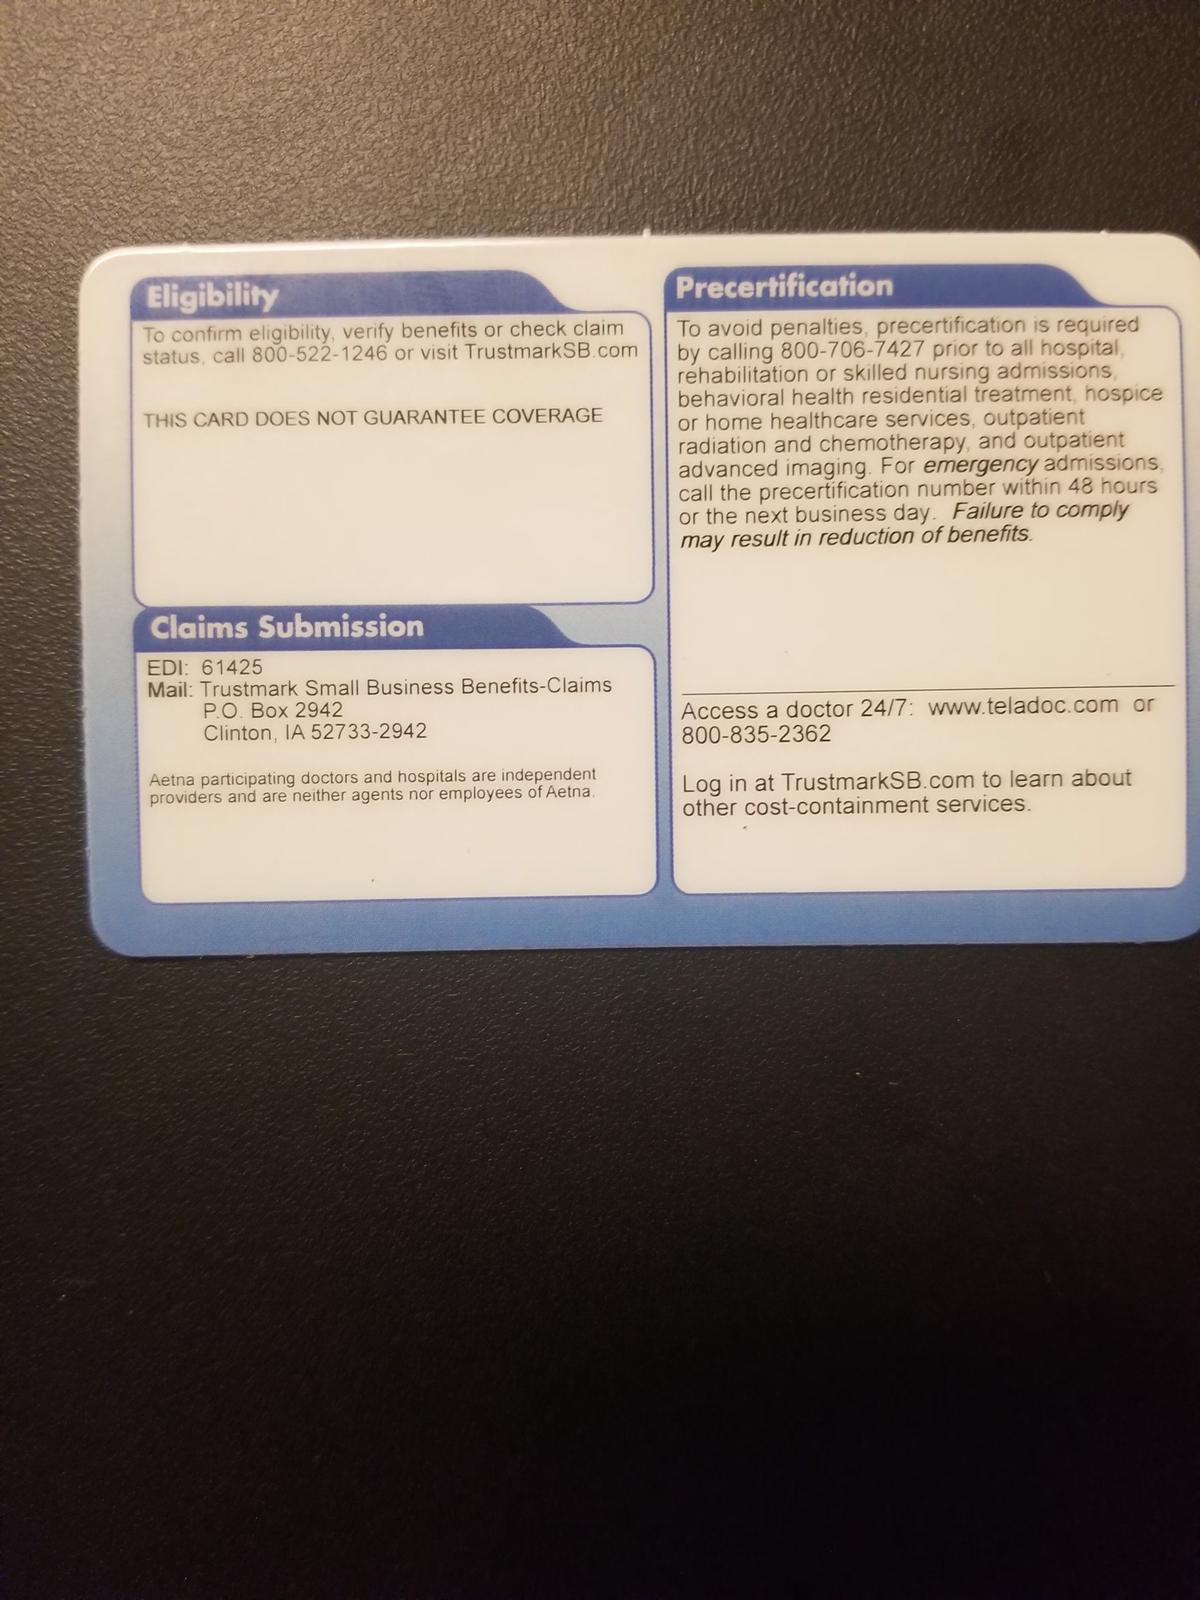 Eligibility
To confirm eligibility, verify benefits or check claim
status, call 800-522-1246 or visit TrustmarkSB.com
THIS CARD DOES NOT GUARANTEE COVERAGE
Claims Submission
EDI: 61425
Mail: Trustmark Small Business Benefits-Claims
P.O. Box 2942
Clinton, IA 52733-2942
Aetna participating doctors and hospitals are independent
providers and are neither agents nor employees of Aetna.
Precertification
To avoid penalties, precertification is required
by calling 800-706-7427 prior to all hospital,
rehabilitation or skilled nursing admissions,
behavioral health residential treatment, hospice
or home healthcare services, outpatient
radiation and chemotherapy, and outpatient
advanced imaging. For emergency admissions,
call the precertification number within 48 hours
or the next business day. Failure to comply
may result in reduction of benefits.
Access a doctor 24/7: www.teladoc.com or
800-835-2362
Log in at TrustmarkSB.com to learn about
other cost-containment services.